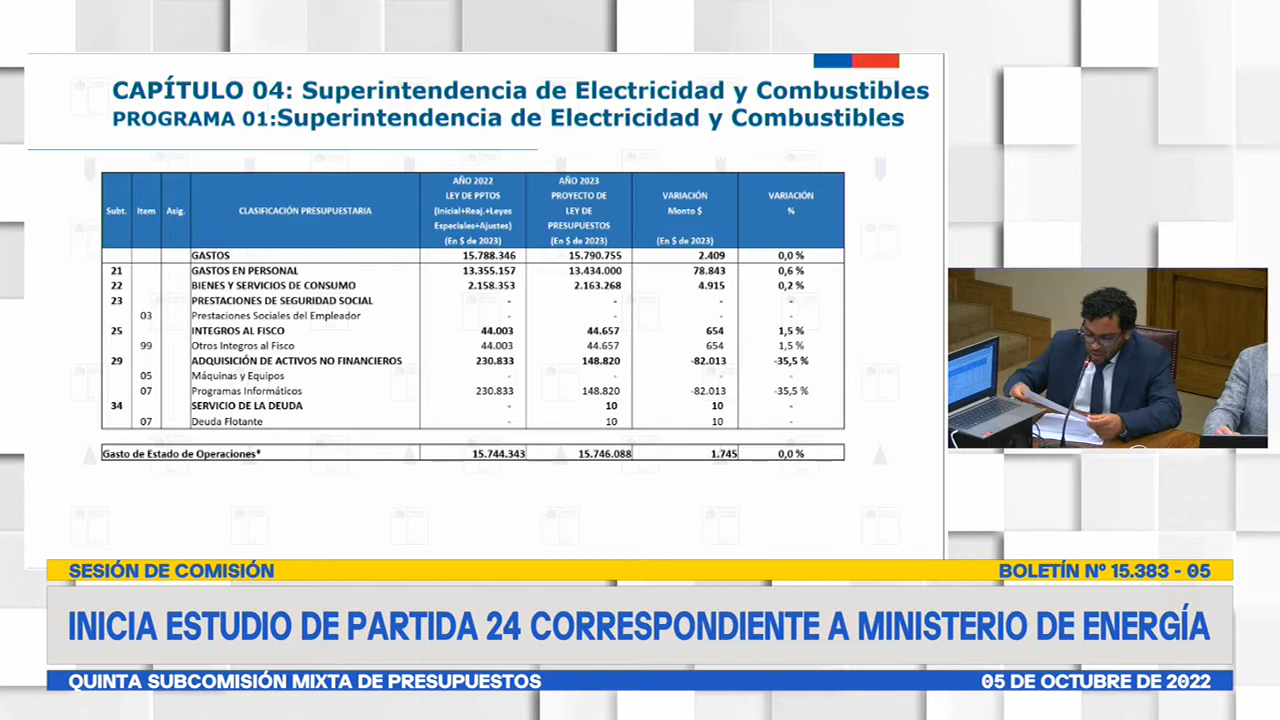 CAPÍTULO 04: Superintendencia de Electricidad y Combustibles
PROGRAMA 01:Superintendencia de Electricidad y Combustibles
Subt. Item Asig. CLASIFICACIÓN PRESUPUESTARIA AÑO 2022 LEY DE PPTOS (Inicial+Reaj.+Leyes Especiales+Ajustes) (En $ de 2023) AÑO 2023 PROYECTO DE LEY DE PRESUPUESTOS (En $ de 2023) VARIACIÓN Monto $ (En $ de 2023) VARIACIÓN %
GASTOS 15.788.346 15.790.755 2.409 0,0 %
21 GASTOS EN PERSONAL 13.355.157 13.434.000 78.843 0,6 %
22 BIENES Y SERVICIOS DE CONSUMO 2.158.353 2.163.268 4.915 0,2 %
23 PRESTACIONES DE SEGURIDAD SOCIAL - - - -
03 Prestaciones Sociales del Empleador - - - -
25 INTEGROS AL FISCO 44.003 44.657 654 1,5 %
99 Otros Integros al Fisco 44.003 44.657 654 1,5 %
29 ADQUISICIÓN DE ACTIVOS NO FINANCIEROS 230.833 148.820 -82.013 -35,5 %
05 Máquinas y Equipos - - - -
07 Programas Informáticos 230.833 148.820 -82.013 -35,5 %
34 SERVICIO DE LA DEUDA - 10 10 -
07 Deuda Flotante - 10 10 -
Gasto de Estado de Operaciones* 15.744.343 15.746.088 1.745 0,0 %
SESIÓN DE COMISIÓN
BOLETÍN N° 15.383 - 05
INICIA ESTUDIO DE PARTIDA 24 CORRESPONDIENTE A MINISTERIO DE ENERGÍA
QUINTA SUBCOMISIÓN MIXTA DE PRESUPUESTOS
05 DE OCTUBRE DE 2022